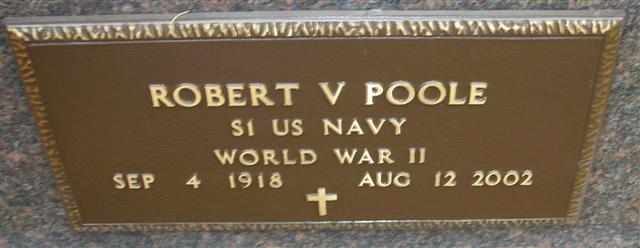 ROBERT V POOLE
S1 US NAVY
WORLD WAR II
SEP 4 1918 AUG 12 2002